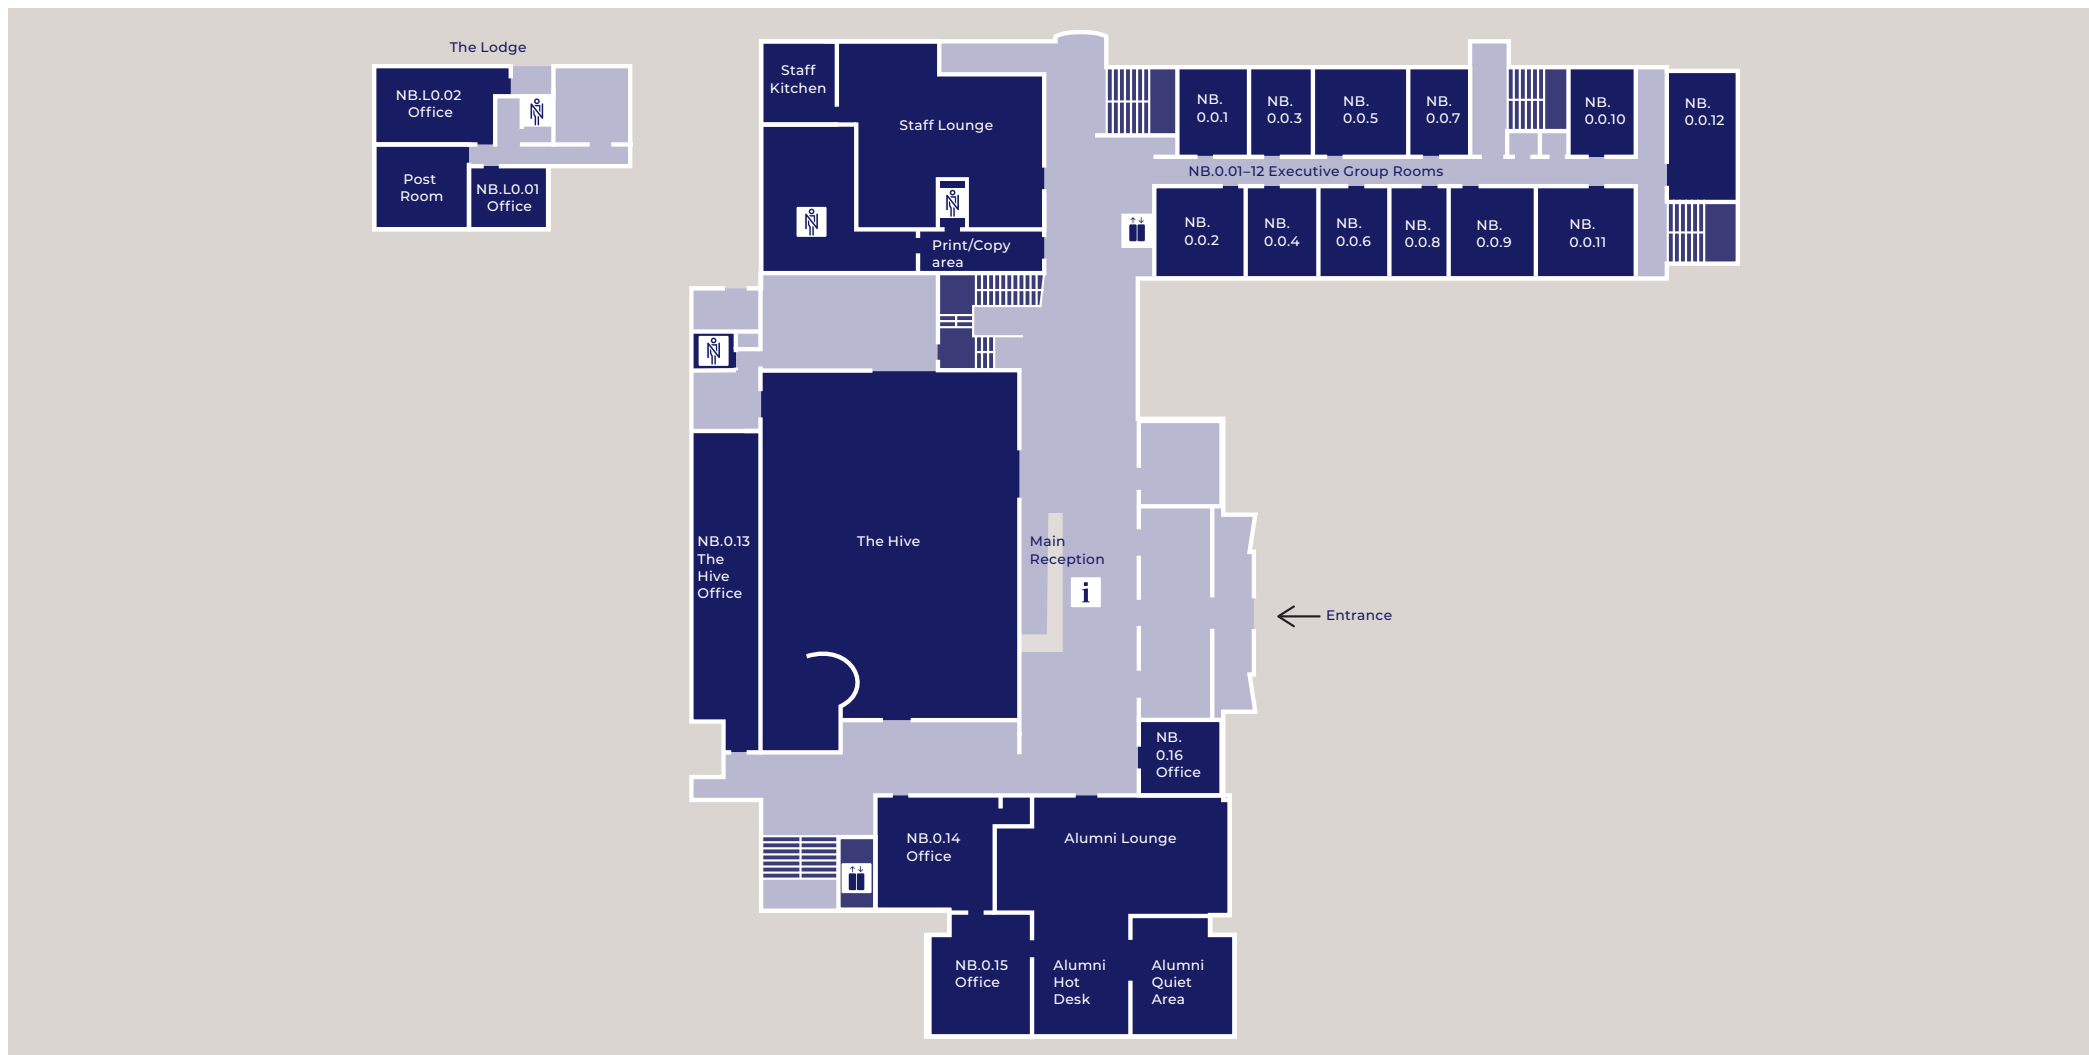 The Lodge
NB.L0.02
Office
Post
Room
NB.L0.01
Office
Staff
Kitchen
Staff Lounge
Print/Copy
area
NB.
0.0.1
NB.
0.0.3
NB.
0.0.5
NB.
0.0.7
NB.
0.0.10
NB.
0.0.12
NB.0.01–12 Executive Group Rooms
NB.
0.0.2
NB.
0.0.4
NB.
0.0.6
NB.
0.0.8
NB.
0.0.9
NB.
0.0.11
NB.0.13
The
Hive
Office
The Hive
Main
Reception
i
Entrance
NB.
0.16
Office
NB.0.14
Office
Alumni Lounge
NB.0.15
Office
Alumni
Hot
Desk
Alumni
Quiet
Area